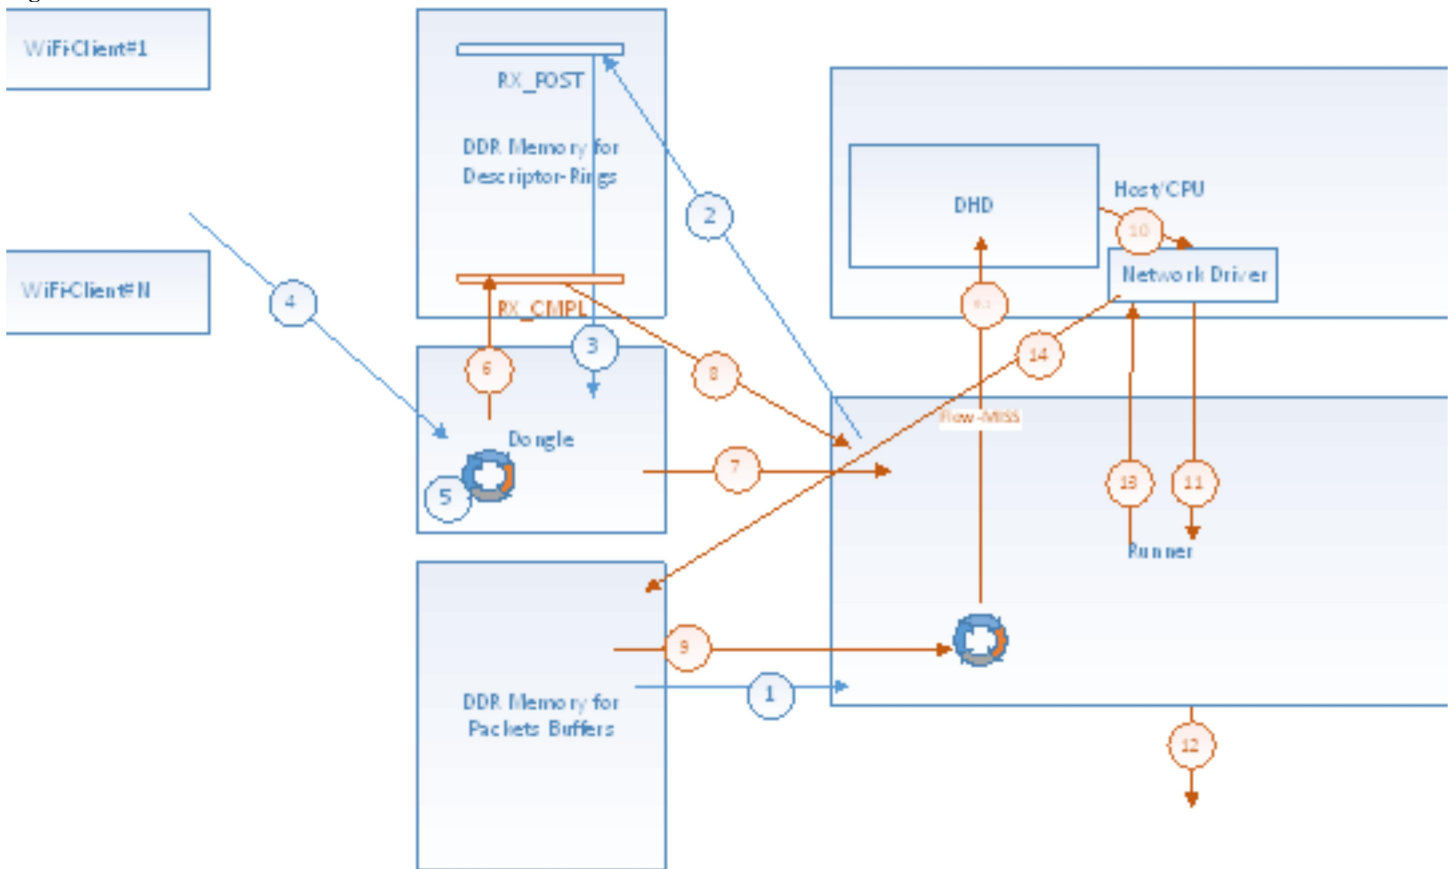 WiFi-Client#1
WiFi-Client#N
RX_POST
DDR Memory for
Descriptor-Rings
RX_CMPL
Dongle
DDR Memory for
Packets Buffers
DHD
Host/CPU
Network Driver
Flow-MISS
Runner
1
2
3
4
5
6
7
8
9
10
11
12
13
14